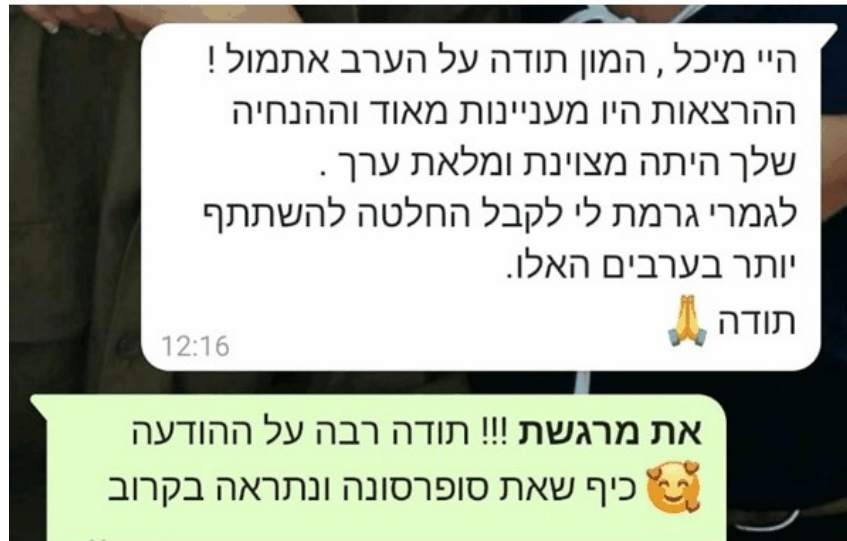 היי מיכל , המון תודה על הערב אתמול !
ההרצאות היו מעניינות מאוד וההנחיה
שלך היתה מצוינת ומלאת ערך .
לגמרי גרמת לי לקבל החלטה להשתתף
יותר בערבים האלו.
תודה 🙏
12:16
את מרגשת !!! תודה רבה על ההודעה
🥰 כיף שאת סופרסונה ונתראה בקרוב